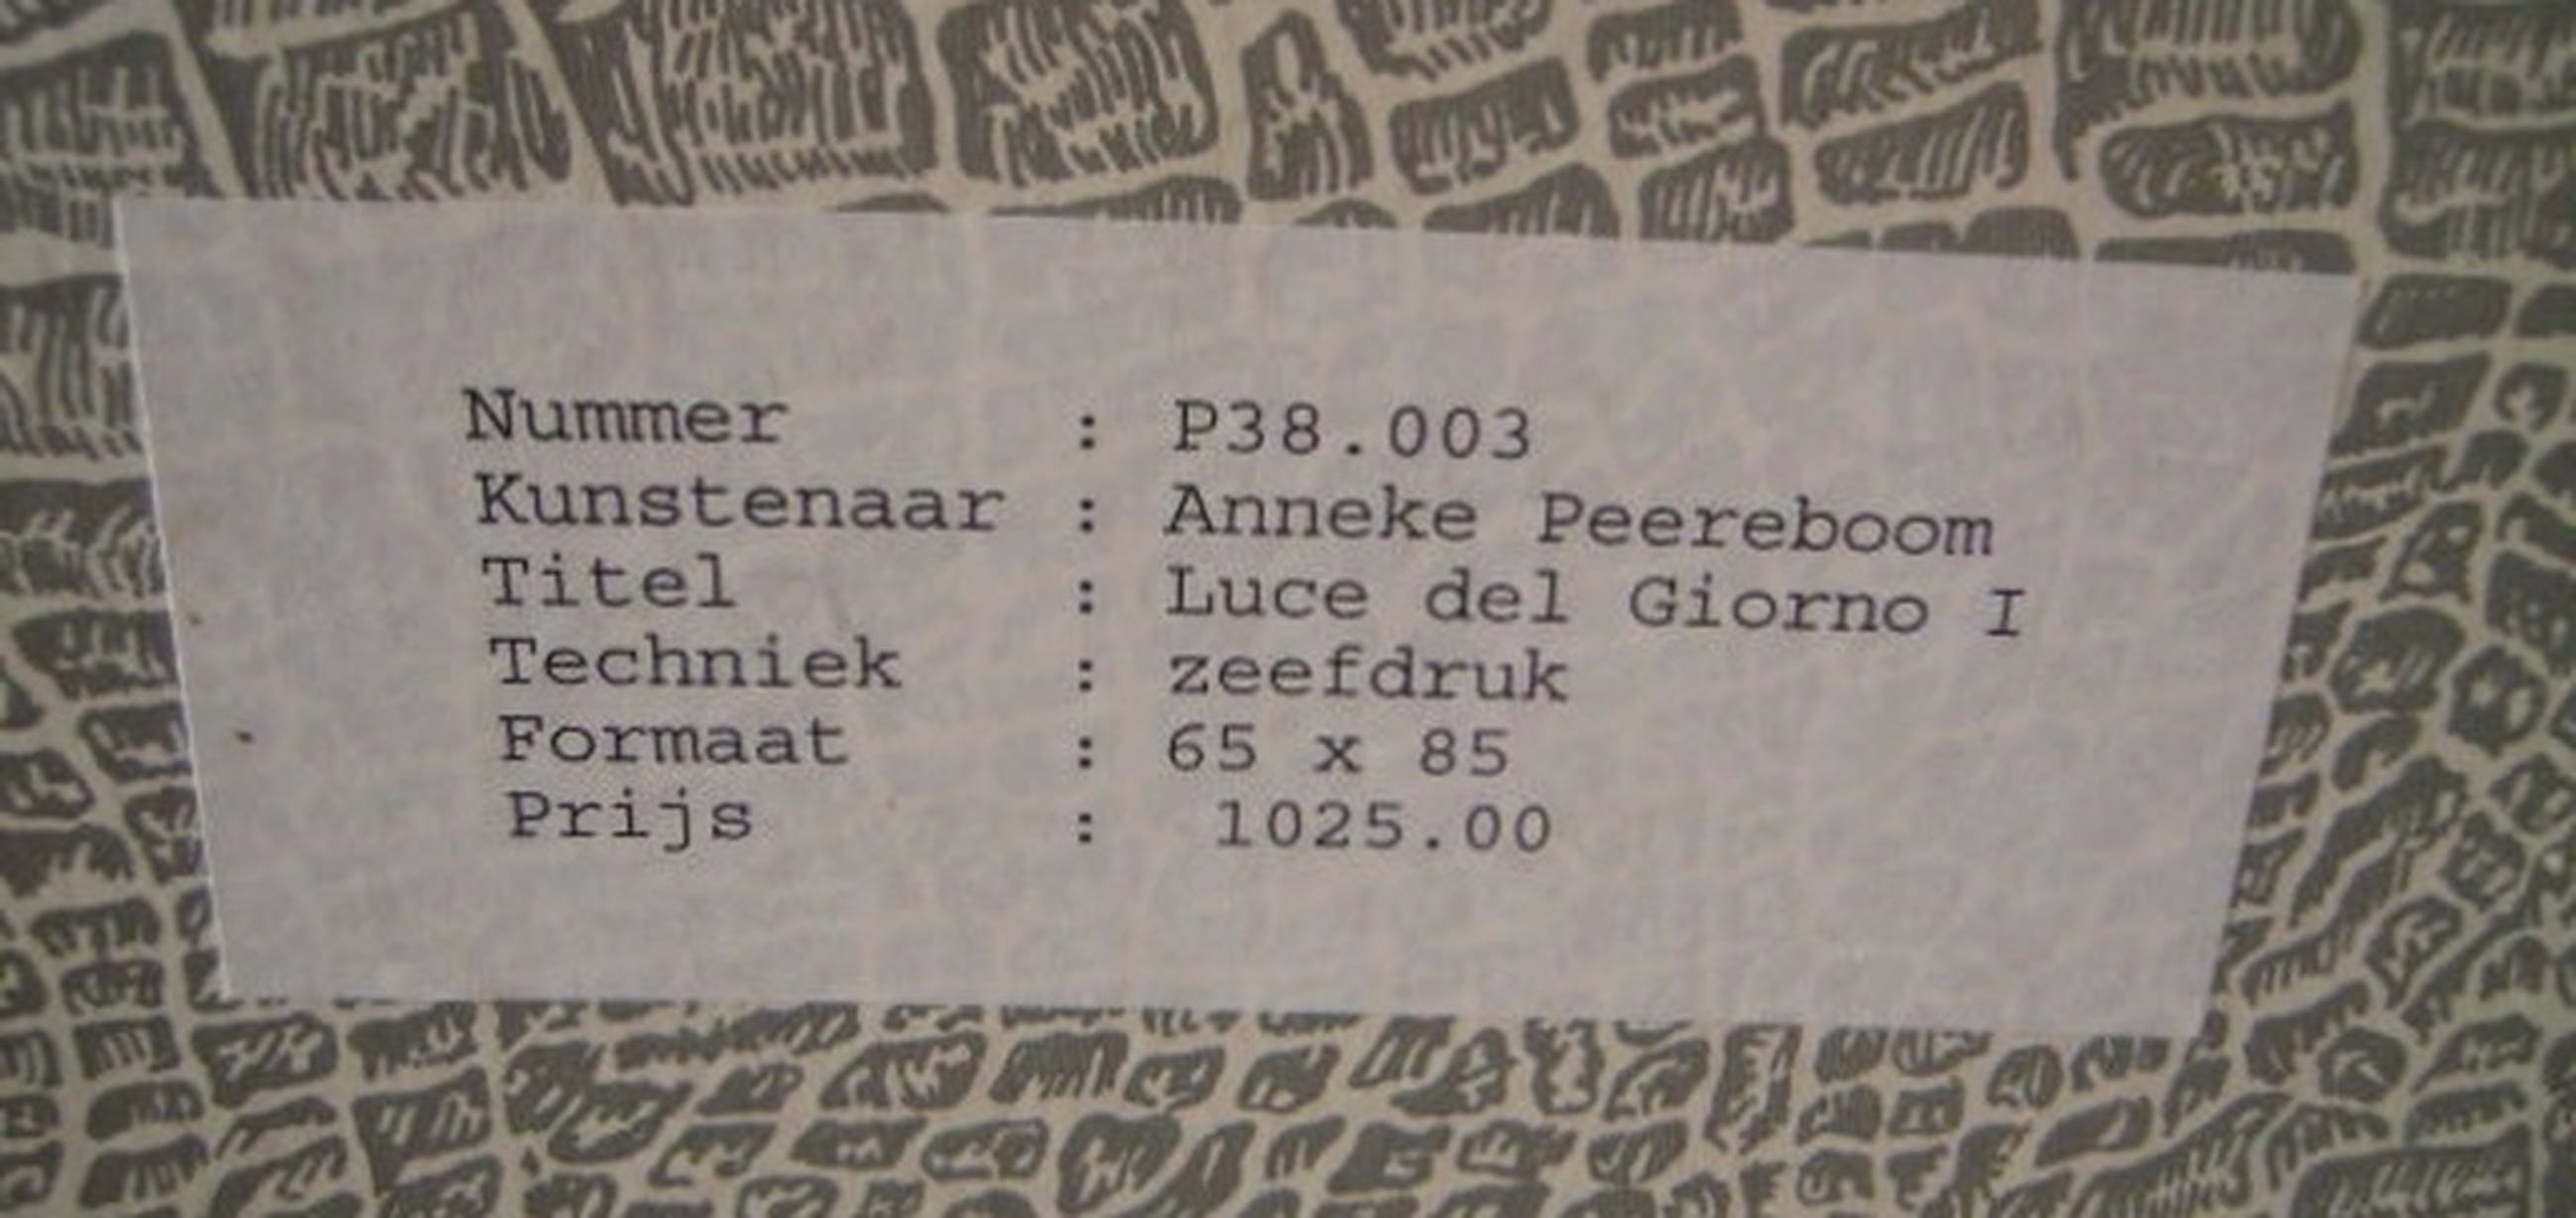 Nummer : P38.003
Kunstenaar : Anneke Peereboom
Titel : Luce del Giorno I
Techniek : zeefdruk
Formaat : 65 x 85
Prijs : 1025.00